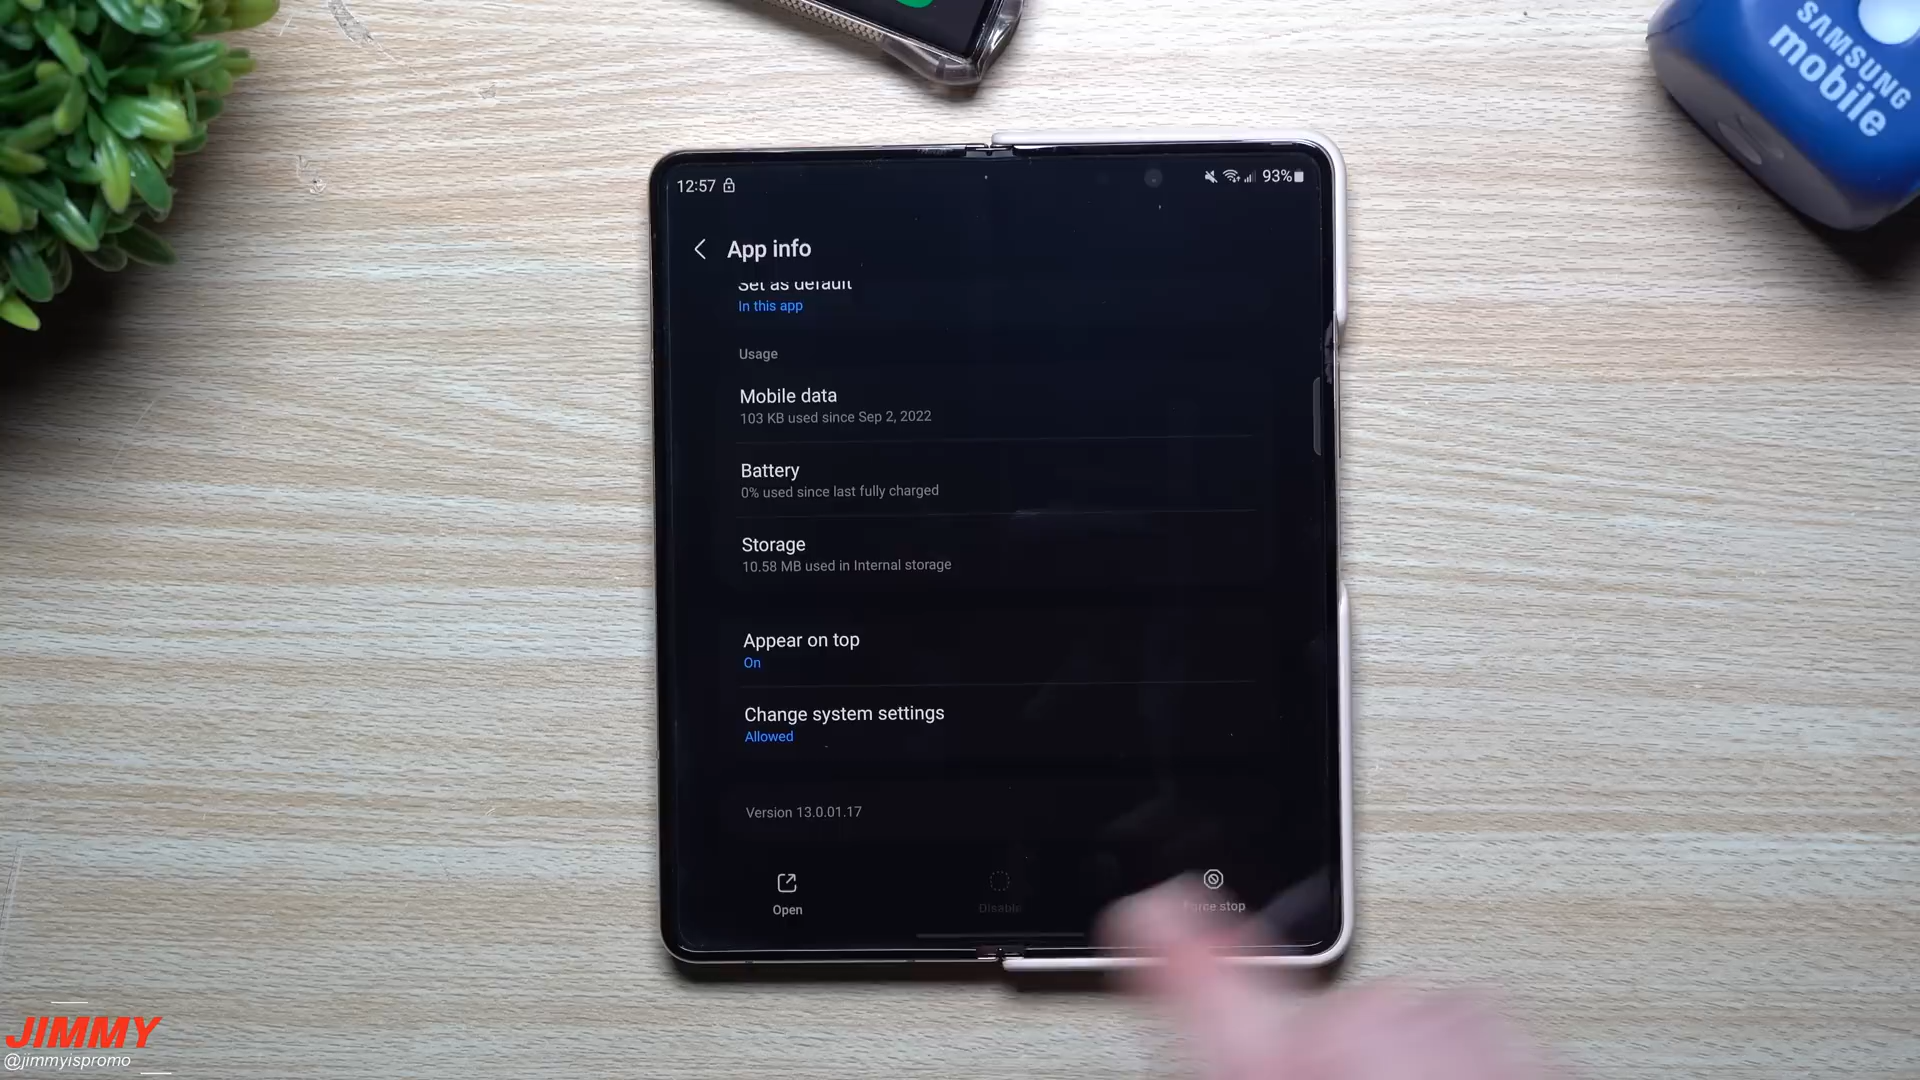 SAMSUNG
mobile
12:57
93%
App info
Set as default
In this app
Usage
Mobile data
103 KB used since Sep 2, 2022
Battery
0% used since last fully charged
Storage
10.58 MB used in Internal storage
Appear on top
On
Change system settings
Allowed
Version 13.0.01.17
Open
Disable
Force stop
JIMMY
@jimmyispromo